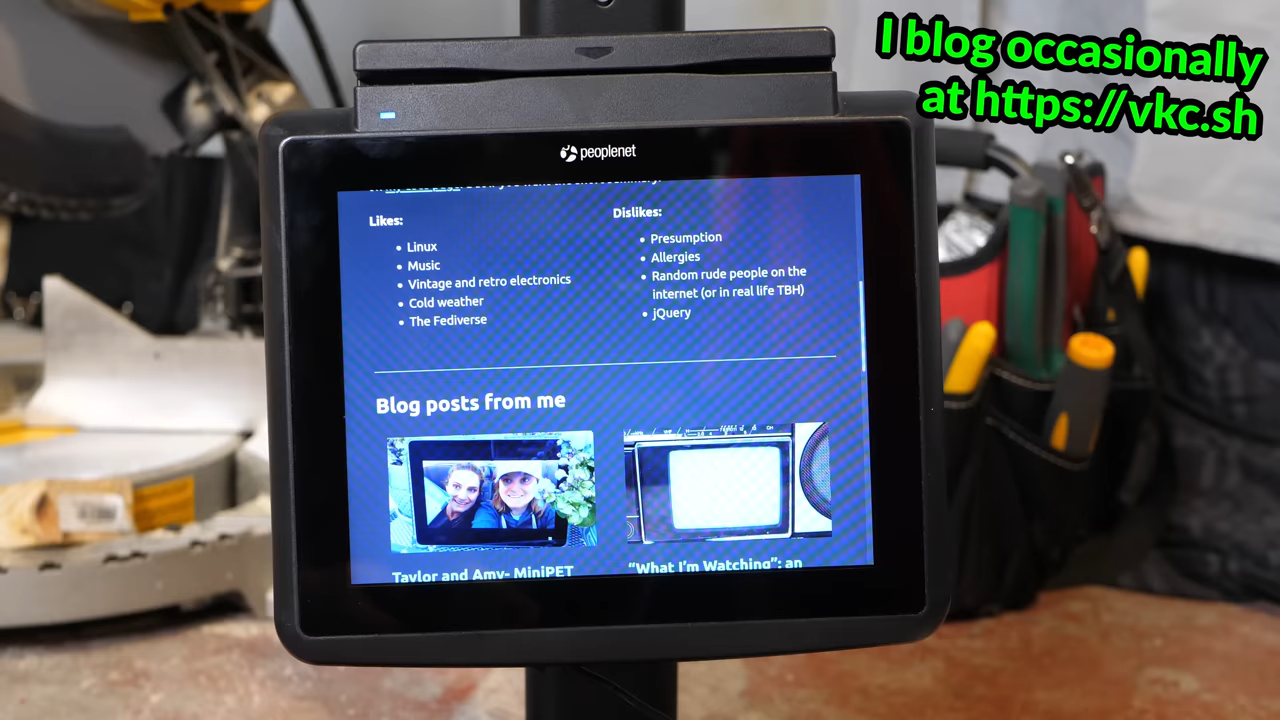 I blog occasionally
at https://vkc.sh
peoplenet
Likes:
Linux
Music
Vintage and retro electronics
Cold weather
The Fediverse
Dislikes:
Presumption
Allergies
Random rude people on the
internet (or in real life TBH)
jQuery
Blog posts from me
Taylor and Amy- MiniPET
“What I’m Watching”: an